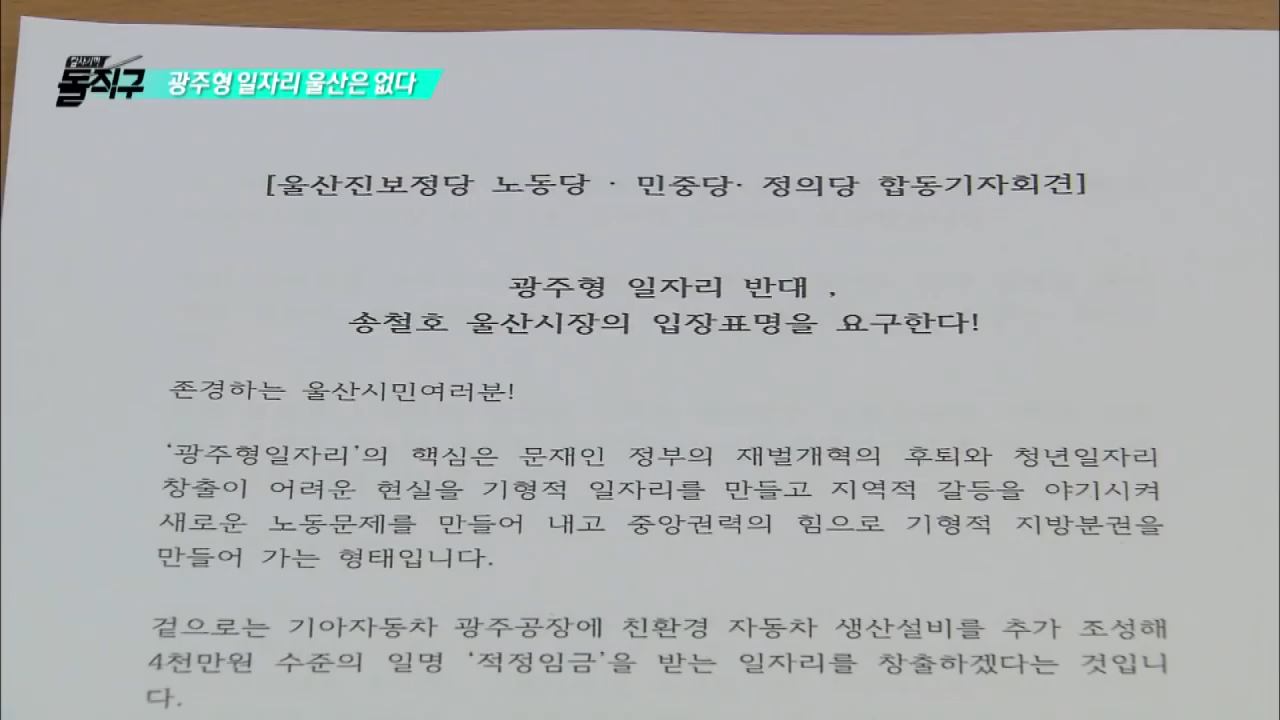 돌직구
광주형 일자리 울산은 없다
[울산진보정당 노동당 · 민중당· 정의당 합동기자회견]
광주형 일자리 반대 ,
송철호 울산시장의 입장표명을 요구한다!
존경하는 울산시민여러분!
'광주형일자리'의 핵심은 문재인 정부의 재벌개혁의 후퇴와 청년일자리
창출이 어려운 현실을 기형적 일자리를 만들고 지역적 갈등을 야기시켜
새로운 노동문제를 만들어 내고 중앙권력의 힘으로 기형적 지방분권을
만들어 가는 형태입니다.
겉으로는 기아자동차 광주공장에 친환경 자동차 생산설비를 추가 조성해
4천만원 수준의 일명 '적정임금'을 받는 일자리를 창출하겠다는 것입니
다.